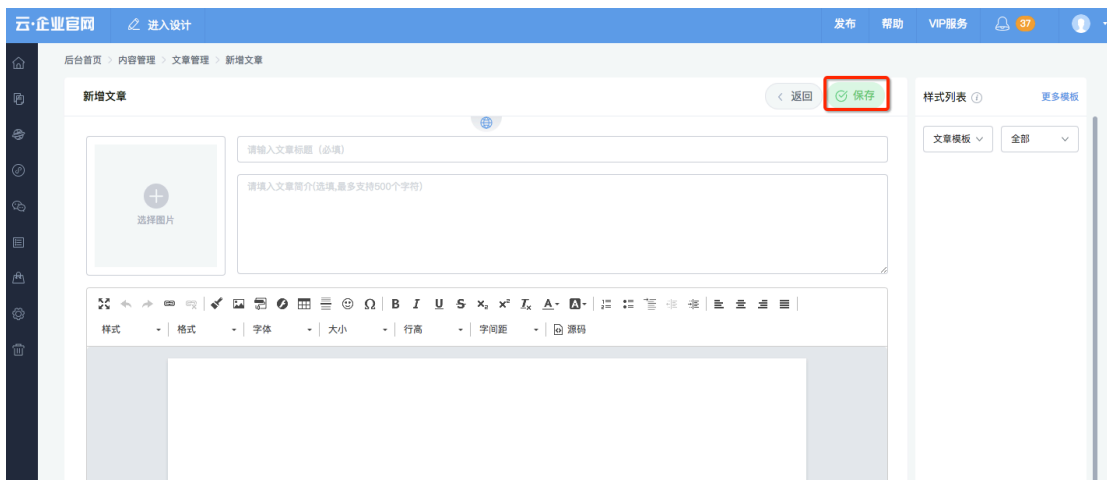 云·企业官网 进入设计 发布 帮助 VIP服务 37
后台首页 > 内容管理 > 文章管理 > 新增文章
新增文章 < 返回 保存 样式列表 更多模板
请输入文章标题 (必填)
文章模板 全部
请填入文章简介(选填,最多支持500个字符)
选择图片
样式 格式 字体 大小 行高 字间距 源码